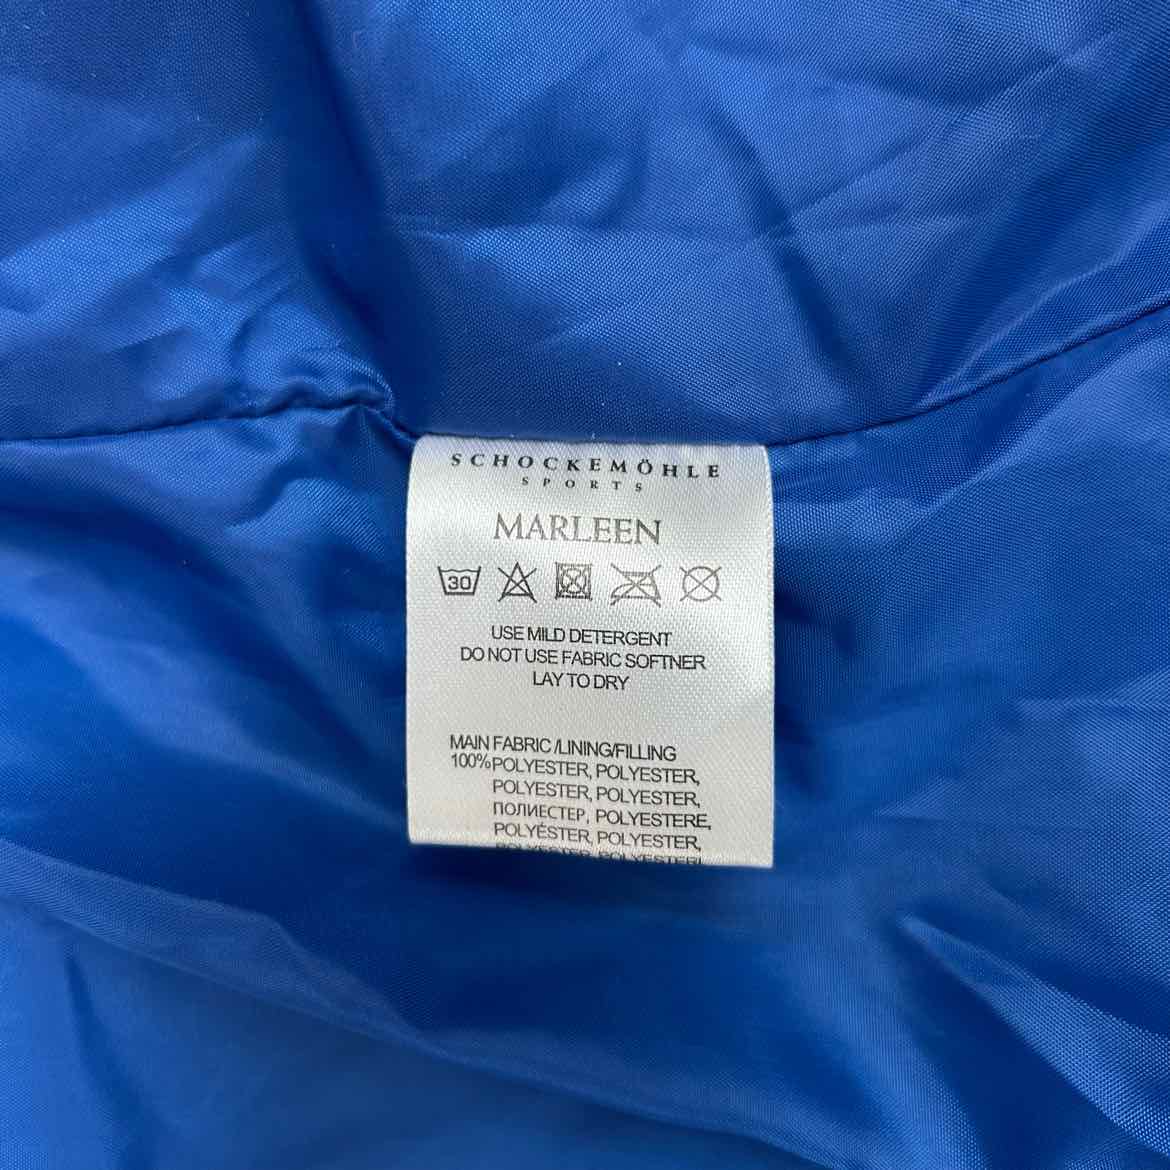 SCHOCKEMÖHLE
SPORTS
MARLEEN
30
USE MILD DETERGENT
DO NOT USE FABRIC SOFTNER
LAY TO DRY
MAIN FABRIC /LINING/FILLING
100%POLYESTER, POLYESTER,
POLYESTER, POLYESTER,
ПОЛИЕСТЕР, POLYESTERE,
POLYÉSTER, POLYESTER,